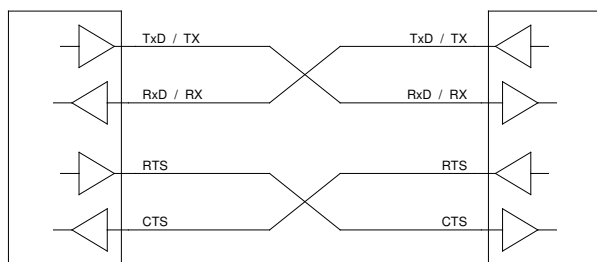 TxD / TX TxD / TX
RxD / RX RxD / RX
RTS RTS
CTS CTS